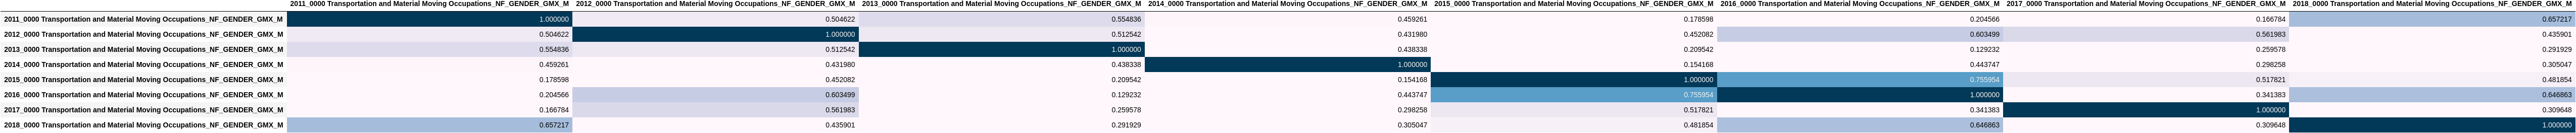 2011_0000 Transportation and Material Moving Occupations_NF_GENDER_GMX_M 2012_0000 Transportation and Material Moving Occupations_NF_GENDER_GMX_M 2013_0000 Transportation and Material Moving Occupations_NF_GENDER_GMX_M 2014_0000 Transportation and Material Moving Occupations_NF_GENDER_GMX_M 2015_0000 Transportation and Material Moving Occupations_NF_GENDER_GMX_M 2016_0000 Transportation and Material Moving Occupations_NF_GENDER_GMX_M 2017_0000 Transportation and Material Moving Occupations_NF_GENDER_GMX_M 2018_0000 Transportation and Material Moving Occupations_NF_GENDER_GMX_M
2011_0000 Transportation and Material Moving Occupations_NF_GENDER_GMX_M 1.000000 0.504622 0.554836 0.459261 0.178598 0.204566 0.166784 0.657217
2012_0000 Transportation and Material Moving Occupations_NF_GENDER_GMX_M 0.504622 1.000000 0.512542 0.431980 0.452082 0.603499 0.561983 0.435901
2013_0000 Transportation and Material Moving Occupations_NF_GENDER_GMX_M 0.554836 0.512542 1.000000 0.438338 0.209542 0.129232 0.259578 0.291929
2014_0000 Transportation and Material Moving Occupations_NF_GENDER_GMX_M 0.459261 0.431980 0.438338 1.000000 0.154168 0.443747 0.298258 0.305047
2015_0000 Transportation and Material Moving Occupations_NF_GENDER_GMX_M 0.178598 0.452082 0.209542 0.154168 1.000000 0.755954 0.517821 0.481854
2016_0000 Transportation and Material Moving Occupations_NF_GENDER_GMX_M 0.204566 0.603499 0.129232 0.443747 0.755954 1.000000 0.341383 0.646863
2017_0000 Transportation and Material Moving Occupations_NF_GENDER_GMX_M 0.166784 0.561983 0.259578 0.298258 0.517821 0.341383 1.000000 0.309648
2018_0000 Transportation and Material Moving Occupations_NF_GENDER_GMX_M 0.657217 0.435901 0.291929 0.305047 0.481854 0.646863 0.309648 1.000000